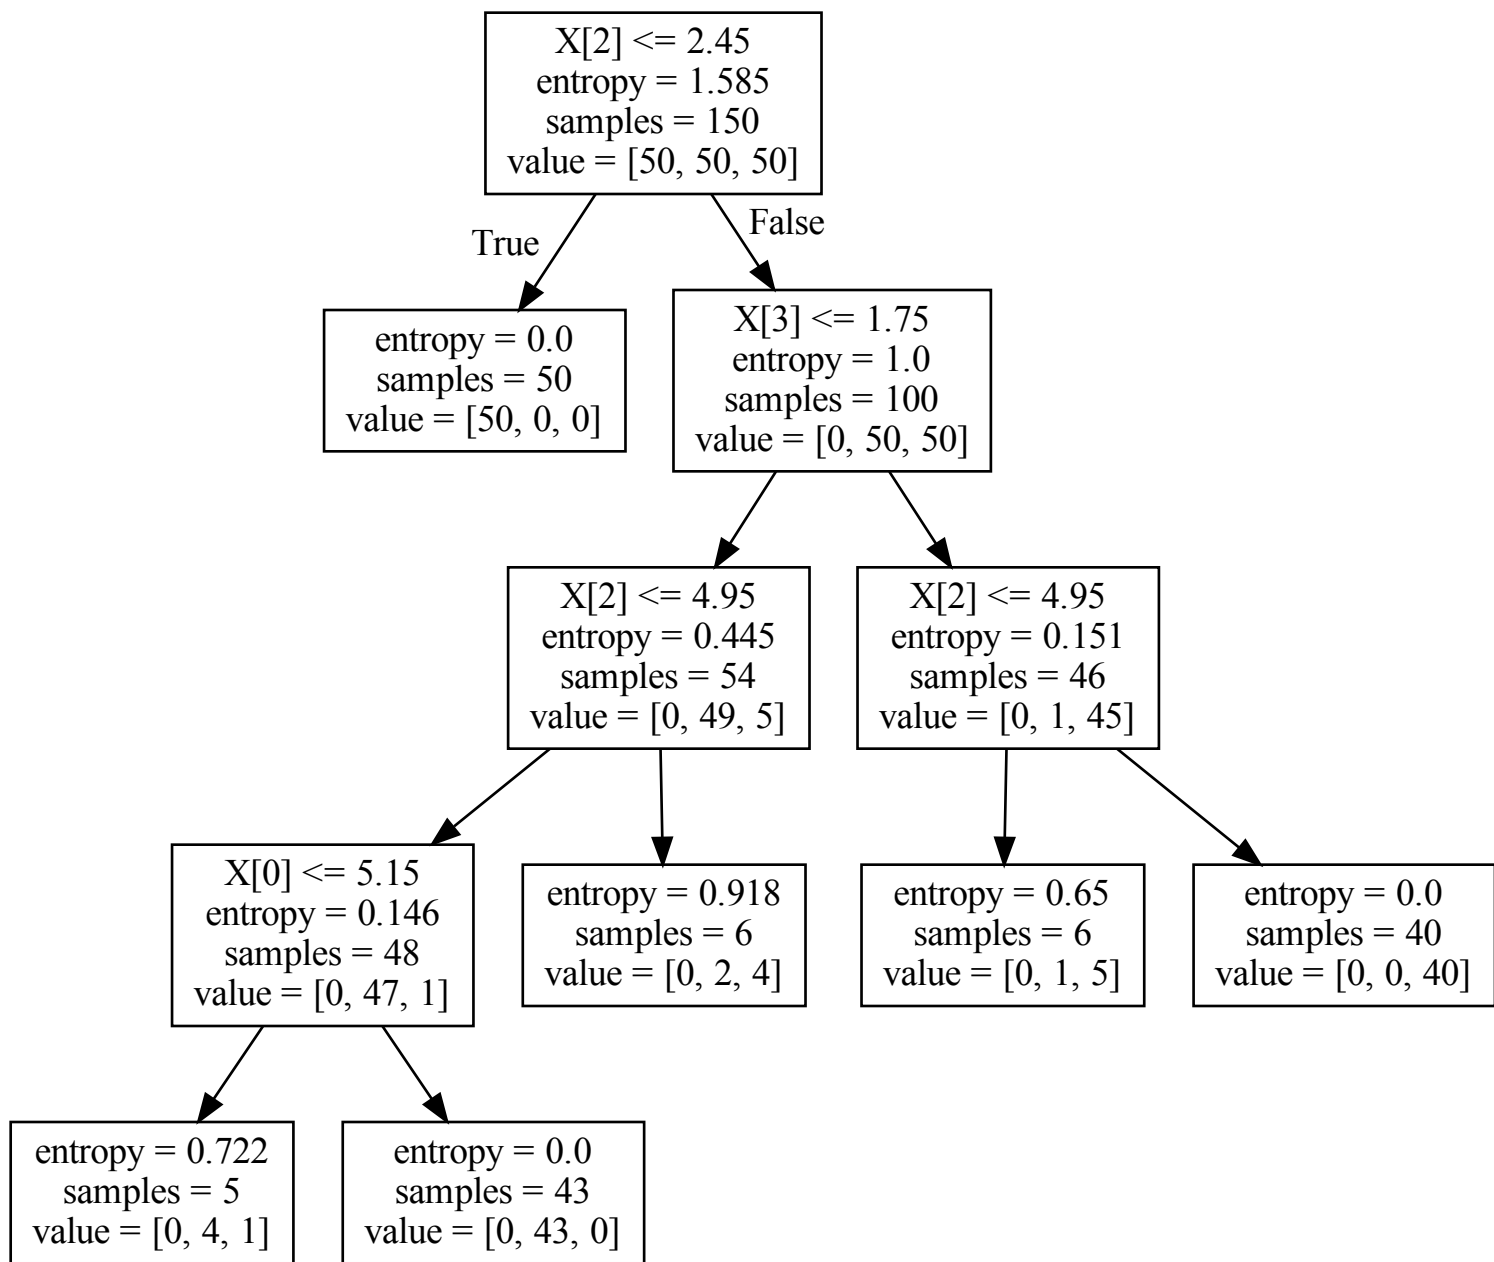 X[2] <= 2.45
entropy = 1.585
samples = 150
value = [50, 50, 50]
True
False
entropy = 0.0
samples = 50
value = [50, 0, 0]
X[3] <= 1.75
entropy = 1.0
samples = 100
value = [0, 50, 50]
X[2] <= 4.95
entropy = 0.445
samples = 54
value = [0, 49, 5]
X[2] <= 4.95
entropy = 0.151
samples = 46
value = [0, 1, 45]
X[0] <= 5.15
entropy = 0.146
samples = 48
value = [0, 47, 1]
entropy = 0.918
samples = 6
value = [0, 2, 4]
entropy = 0.65
samples = 6
value = [0, 1, 5]
entropy = 0.0
samples = 40
value = [0, 0, 40]
entropy = 0.722
samples = 5
value = [0, 4, 1]
entropy = 0.0
samples = 43
value = [0, 43, 0]